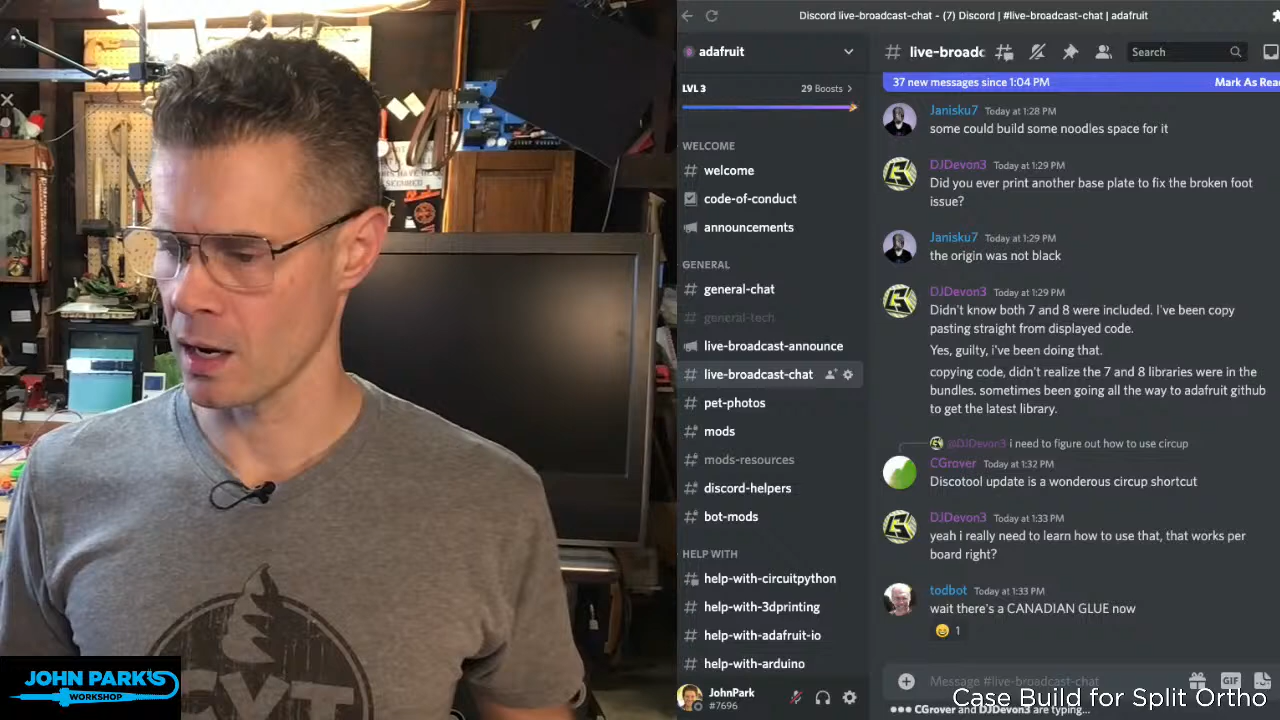 Discord live-broadcast-chat - (7) Discord | #live-broadcast-chat | adafruit
adafruit
LVL 3
29 Boosts
WELCOME
welcome
code-of-conduct
announcements
GENERAL
general-chat
general-tech
live-broadcast-announce
live-broadcast-chat
pet-photos
mods
mods-resources
discord-helpers
bot-mods
HELP WITH
help-with-circuitpython
help-with-3dprinting
help-with-adafruit-io
help-with-arduino
JohnPark
#7696
live-broadc
Search
37 new messages since 1:04 PM
Mark As Rea
Janisku7 Today at 1:28 PM
some could build some noodles space for it
DJDevon3 Today at 1:29 PM
Did you ever print another base plate to fix the broken foot
issue?
Janisku7 Today at 1:29 PM
the origin was not black
DJDevon3 Today at 1:29 PM
Didn't know both 7 and 8 were included. I've been copy
pasting straight from displayed code.
Yes, guilty, i've been doing that.
copying code, didn't realize the 7 and 8 libraries were in the
bundles. sometimes been going all the way to adafruit github
to get the latest library.
@DJDevon3 i need to figure out how to use circup
CGrover Today at 1:32 PM
Discotool update is a wonderous circup shortcut
DJDevon3 Today at 1:33 PM
yeah i really need to learn how to use that, that works per
board right?
todbot Today at 1:33 PM
wait there's a CANADIAN GLUE now
1
Message #live-broadcast-chat
GIF
Case Build for Split Ortho
CGrover and DJDevon3 are typing...
JOHN PARK'S
WORKSHOP